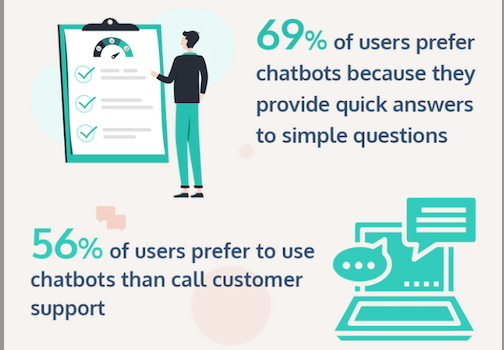 69% of users prefer
chatbots because they
provide quick answers
to simple questions
56% of users prefer to use
chatbots than call customer
support